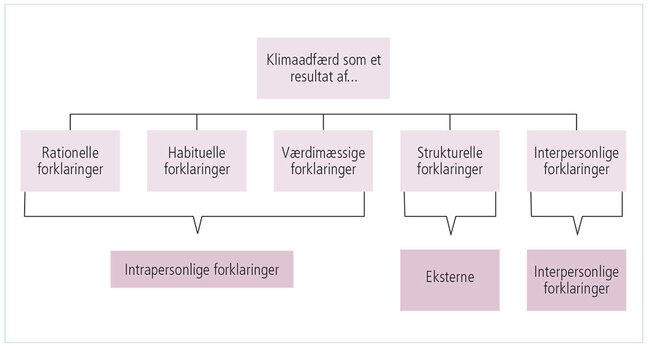 Klimaadfærd som et
resultat af...
Rationelle
forklaringer
Habituelle
forklaringer
Værdimæssige
forklaringer
Strukturelle
forklaringer
Interpersonlige
forklaringer
Intrapersonlige forklaringer
Eksterne
Interpersonlige
forklaringer